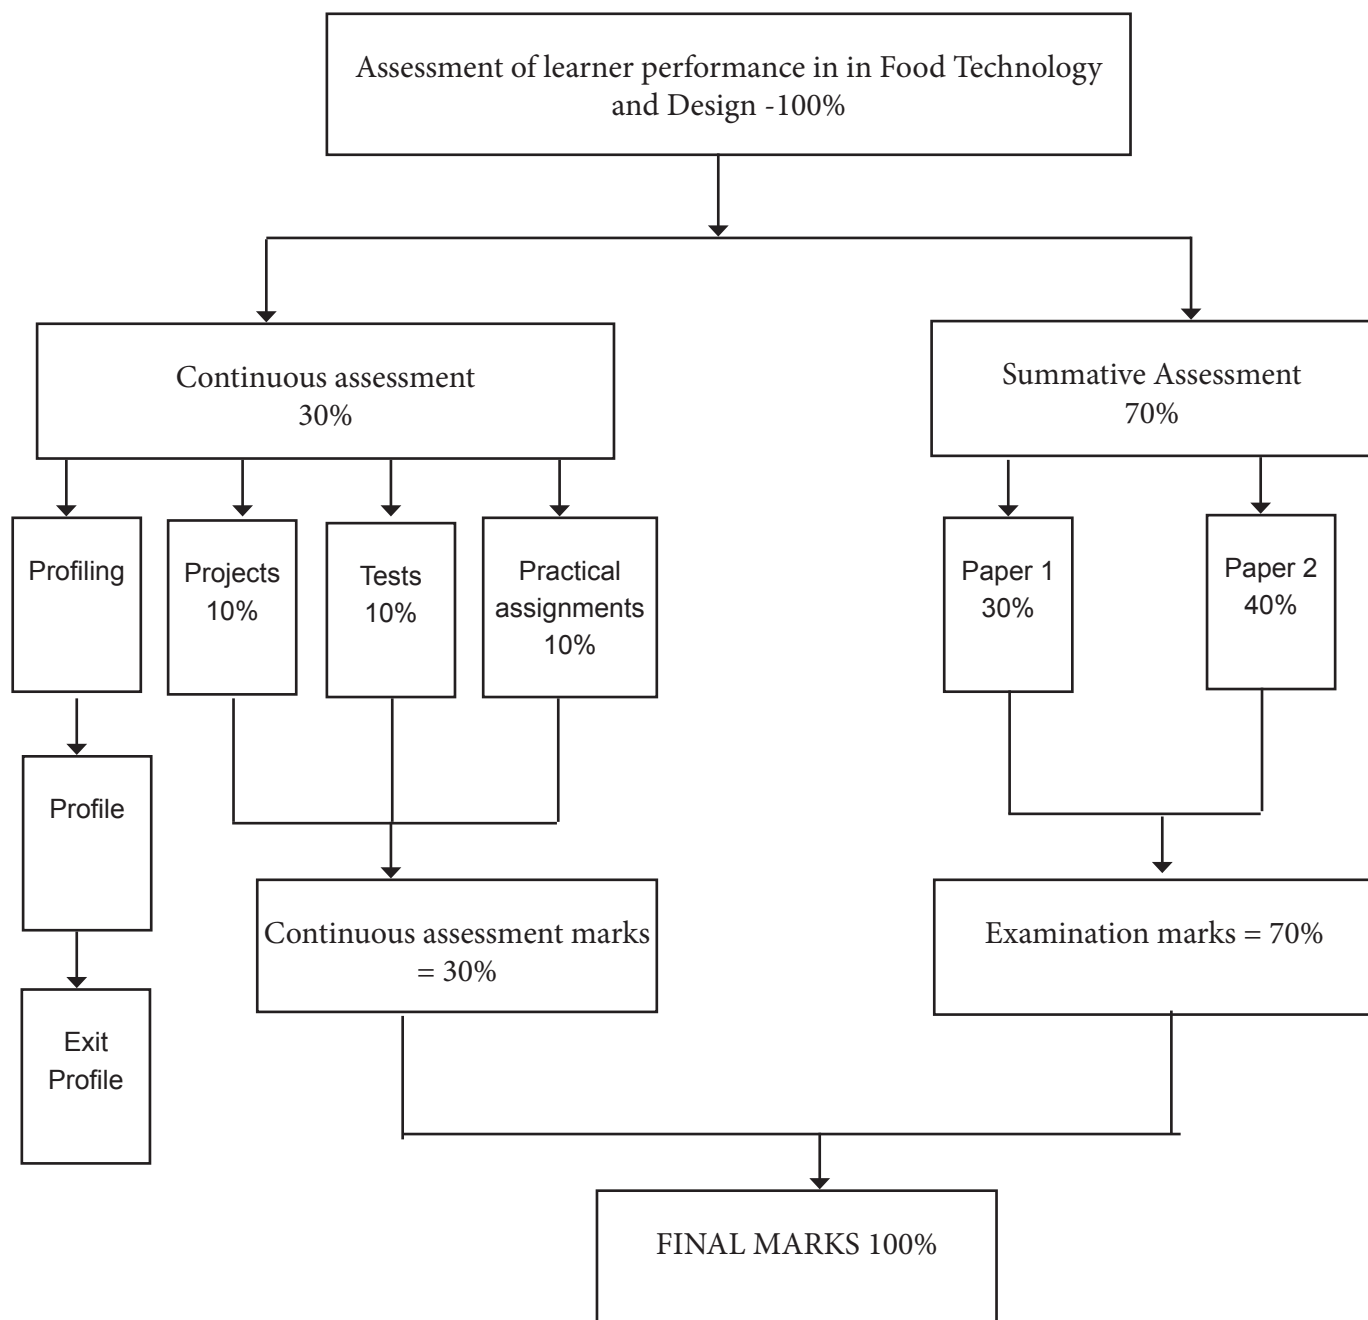 Assessment of learner performance in in Food Technology
and Design -100%
Continuous assessment
30%
Summative Assessment
70%
Profiling
Projects
10%
Tests
10%
Practical
assignments
10%
Paper 1
30%
Paper 2
40%
Profile
Continuous assessment marks
= 30%
Examination marks = 70%
Exit
Profile
FINAL MARKS 100%